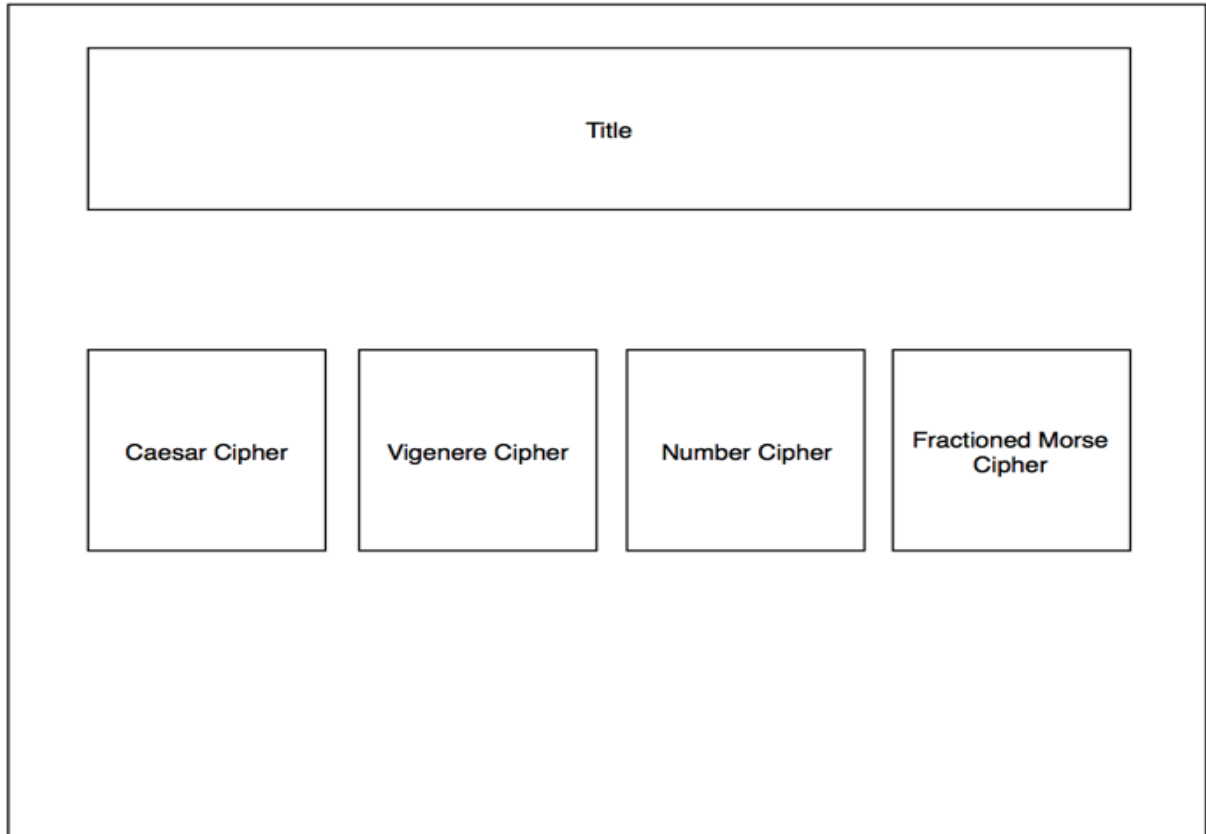 Title
Caesar Cipher
Vigenere Cipher
Number Cipher
Fractioned Morse
Cipher